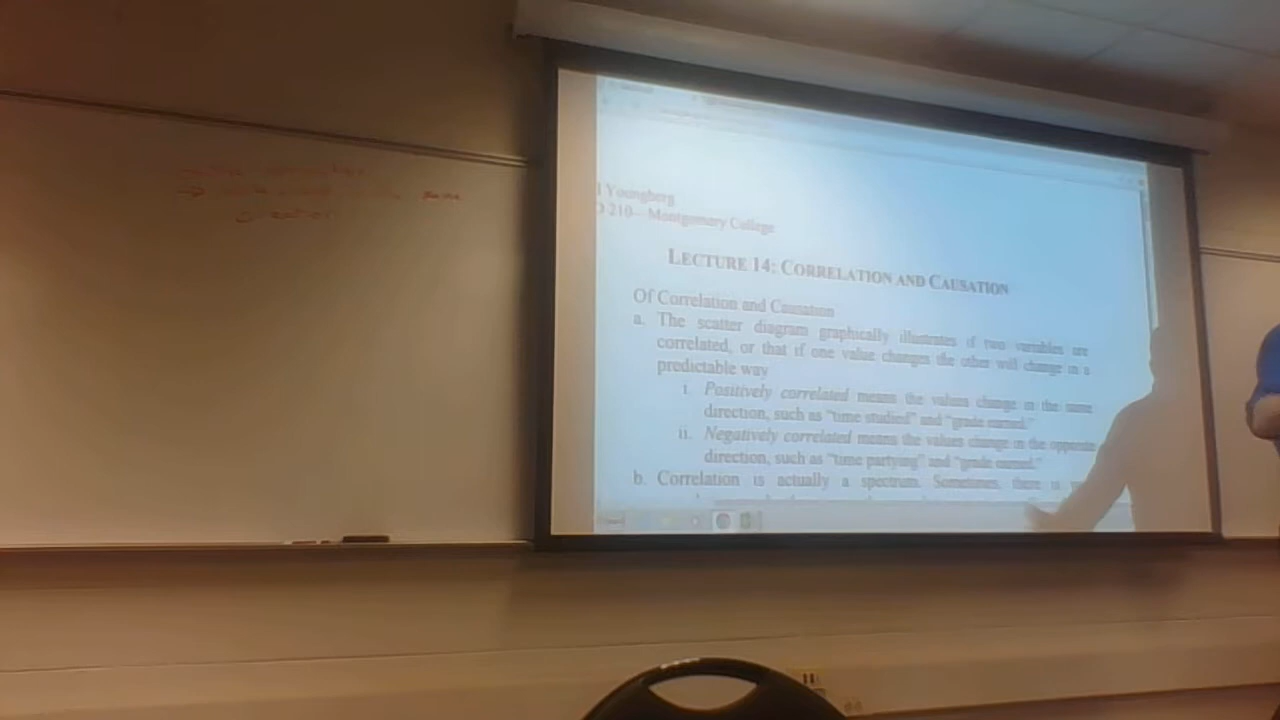 Youngberg
210 – Montgomery College
LECTURE 14: CORRELATION AND CAUSATION
Of Correlation and Causation
a. The scatter diagram graphically illustrates if two variables are
correlated, or that if one value changes the other will change in a
predictable way
i. Positively correlated means the values change in the same
direction, such as "time studied" and "grade earned."
ii. Negatively correlated means the values change in the opposite
direction, such as "time partying" and "grade earned."
b. Correlation is actually a spectrum. Sometimes, there is